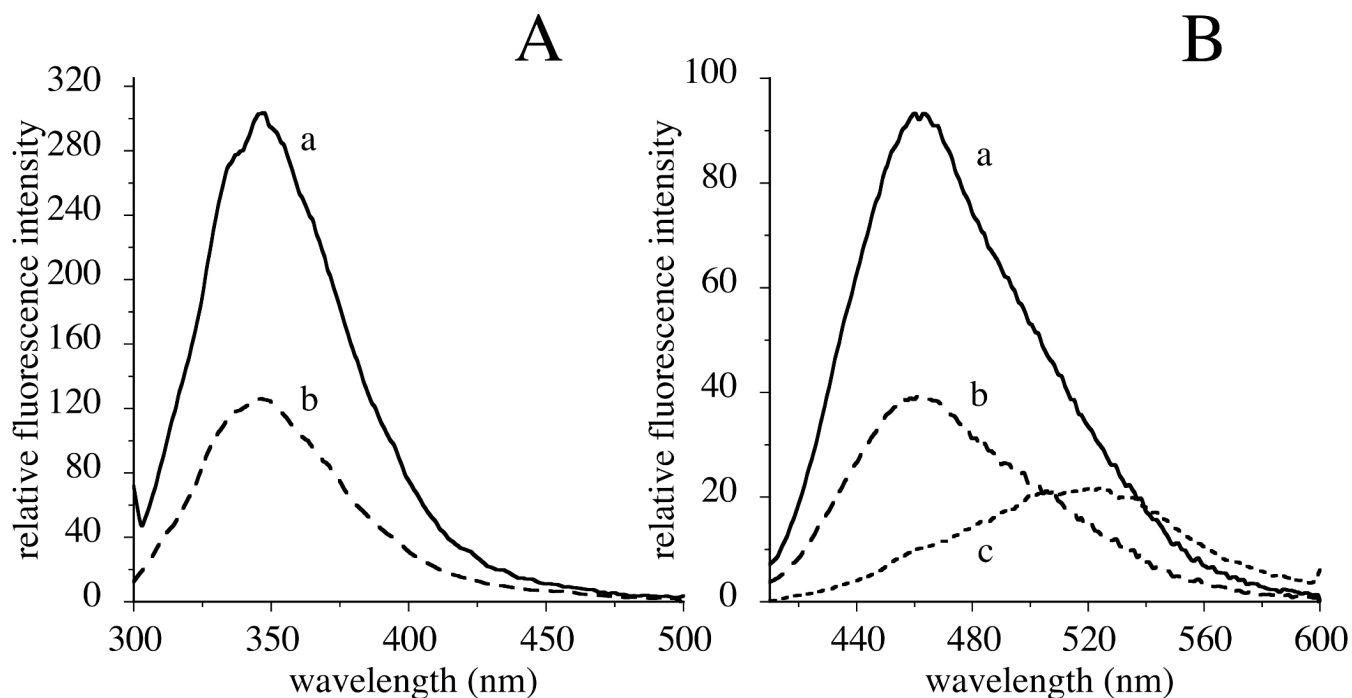 A
320
280
240
200
160
120
80
40
0
relative fluorescence intensity
a
b
300
350
400
450
500
wavelength (nm)
B
100
80
60
40
20
0
relative fluorescence intensity
a
b
c
440
480
520
560
600
wavelength (nm)